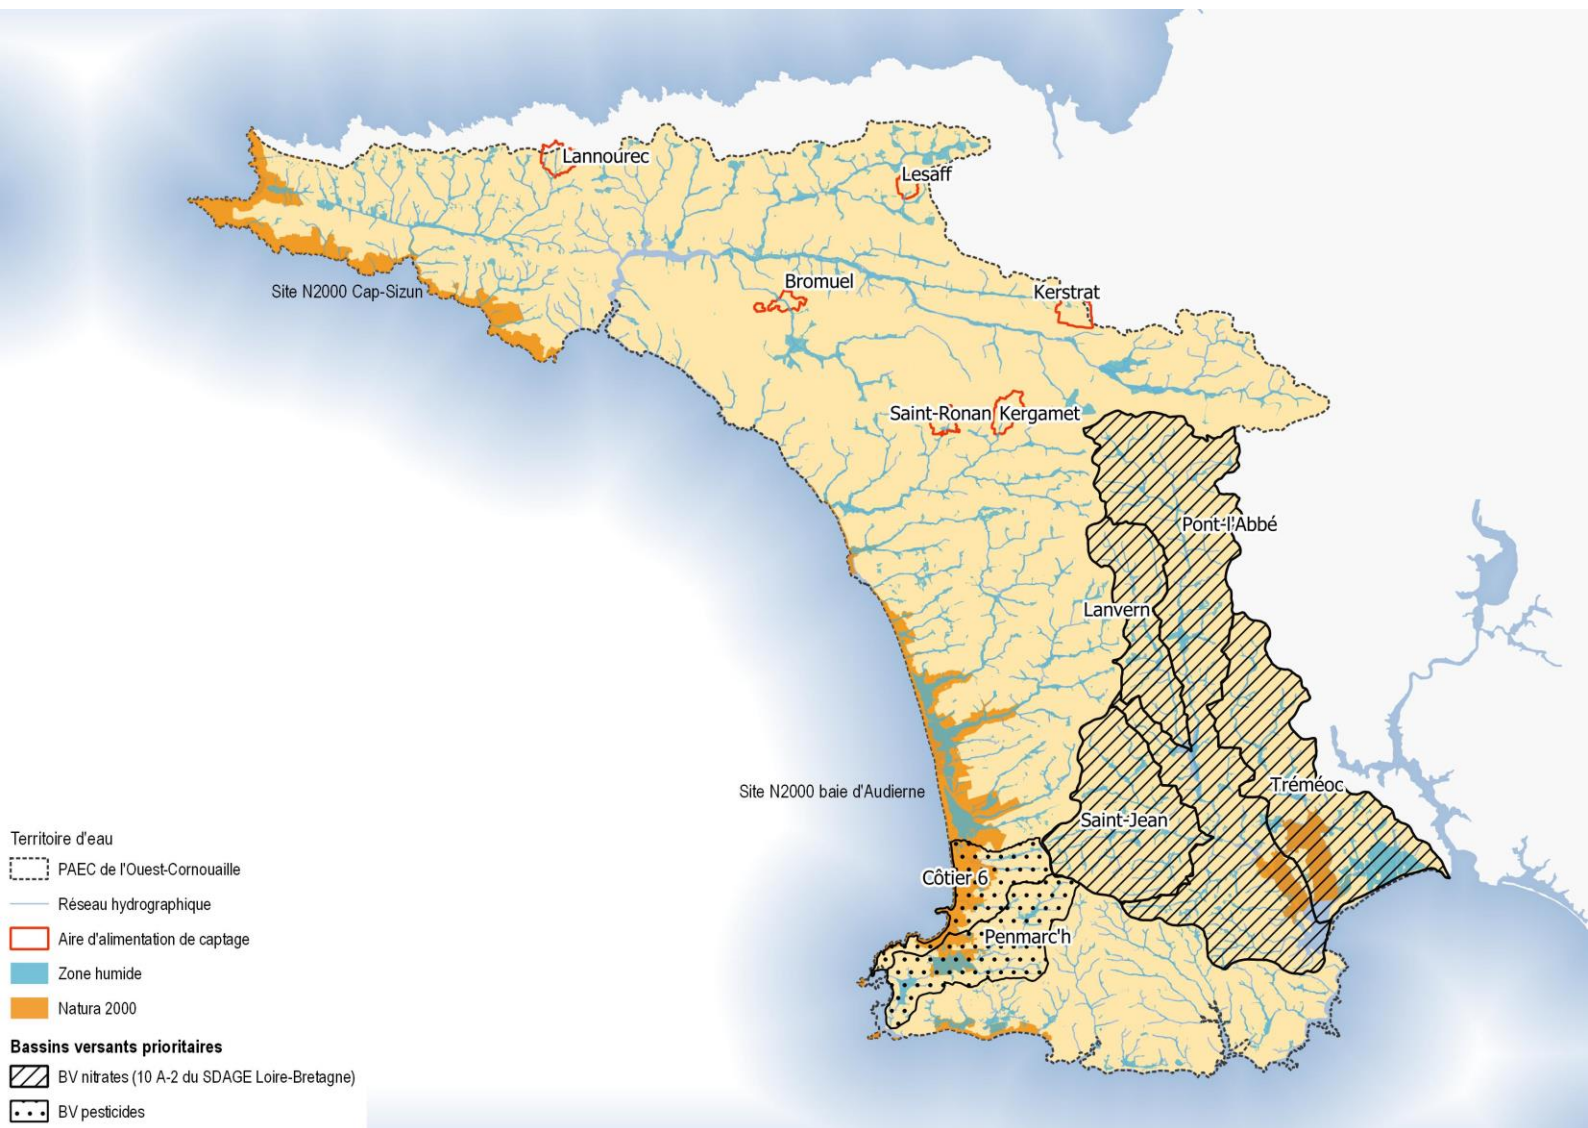 Lannourec
Lesaff
Site N2000 Cap-Sizun
Bromuel
Kerstrat
Saint-Ronan
Kergamet
Pont-l'Abbé
Lanvern
Site N2000 baie d'Audierne
Tréméoc
Saint-Jean
Côtier 6
Penmarc'h
Territoire d'eau
PAEC de l'Ouest-Cornouaille
Réseau hydrographique
Aire d'alimentation de captage
Zone humide
Natura 2000
Bassins versants prioritaires
BV nitrates (10 A-2 du SDAGE Loire-Bretagne)
BV pesticides